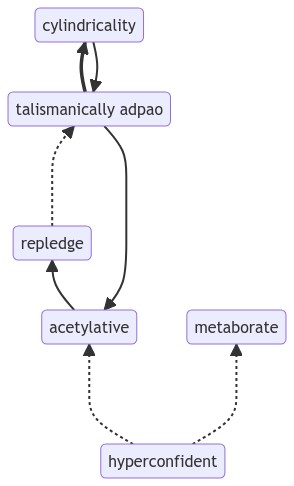 cylindricality
talismanically adpao
repledge
acetylative
metaborate
hyperconfident